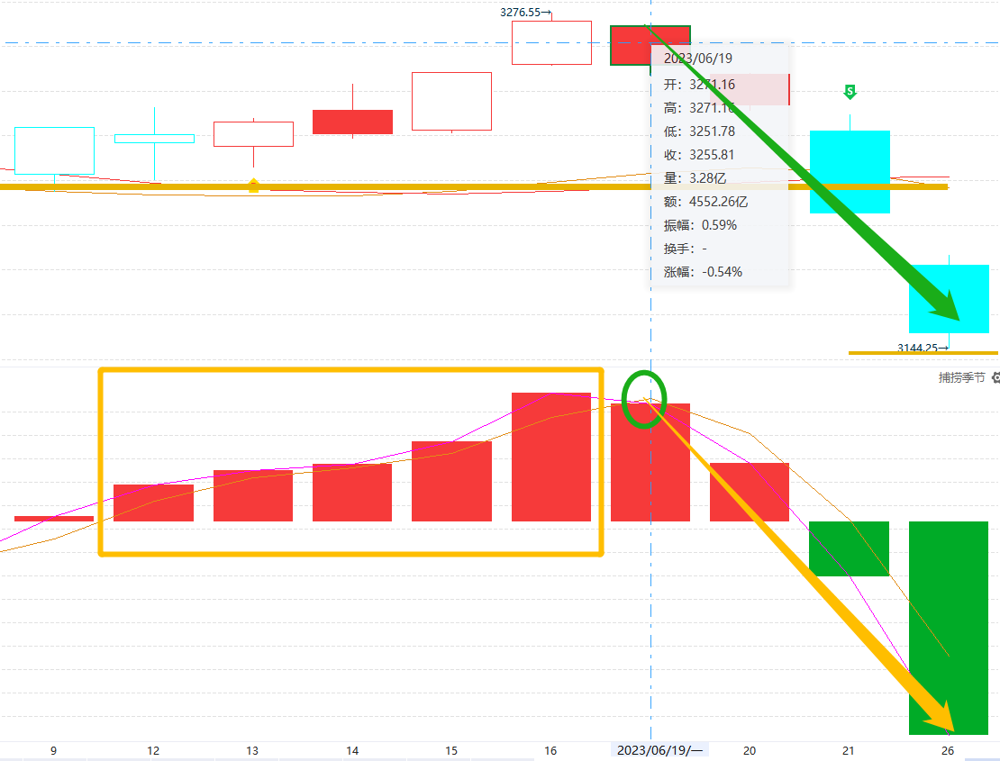 3276.55→
2023/06/19
开：3271.16
高：3271.16
低：3251.78
收：3255.81
量：3.28亿
额：4552.26亿
振幅：0.59%
换手：-
涨幅：-0.54%
S
3144.25→
捕捞季节
9 12 13 14 15 16 2023/06/19/一 20 21 26